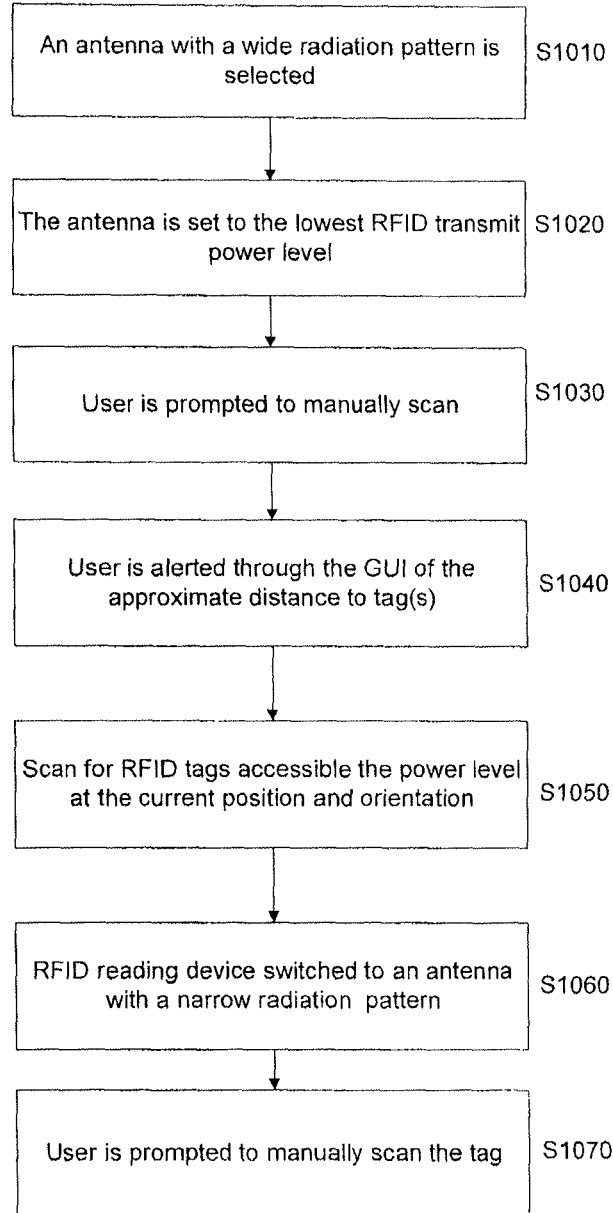 An antenna with a wide radiation pattern is
selected
S1010
The antenna is set to the lowest RFID transmit
power level
S1020
User is prompted to manually scan
S1030
User is alerted through the GUI of the
approximate distance to tag(s)
S1040
Scan for RFID tags accessible the power level
at the current position and orientation
S1050
RFID reading device switched to an antenna
with a narrow radiation pattern
S1060
User is prompted to manually scan the tag
S1070